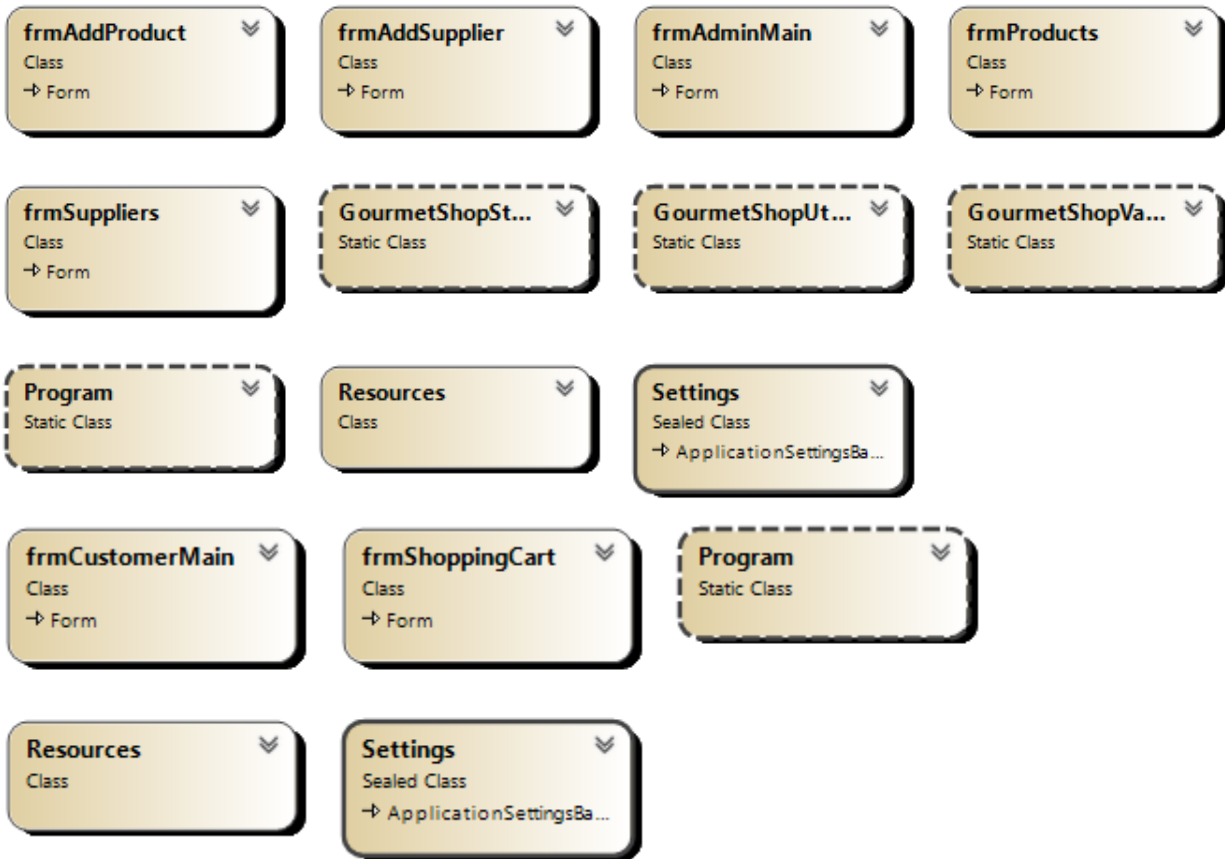 frmAddProduct
Class
Form
frmAddSupplier
Class
Form
frmAdminMain
Class
Form
frmProducts
Class
Form
frmSuppliers
Class
Form
GourmetShopSt...
Static Class
GourmetShopUt...
Static Class
GourmetShopVa...
Static Class
Program
Static Class
Resources
Class
Settings
Sealed Class
ApplicationSettingsBa...
frmCustomerMain
Class
Form
frmShoppingCart
Class
Form
Program
Static Class
Resources
Class
Settings
Sealed Class
ApplicationSettingsBa...